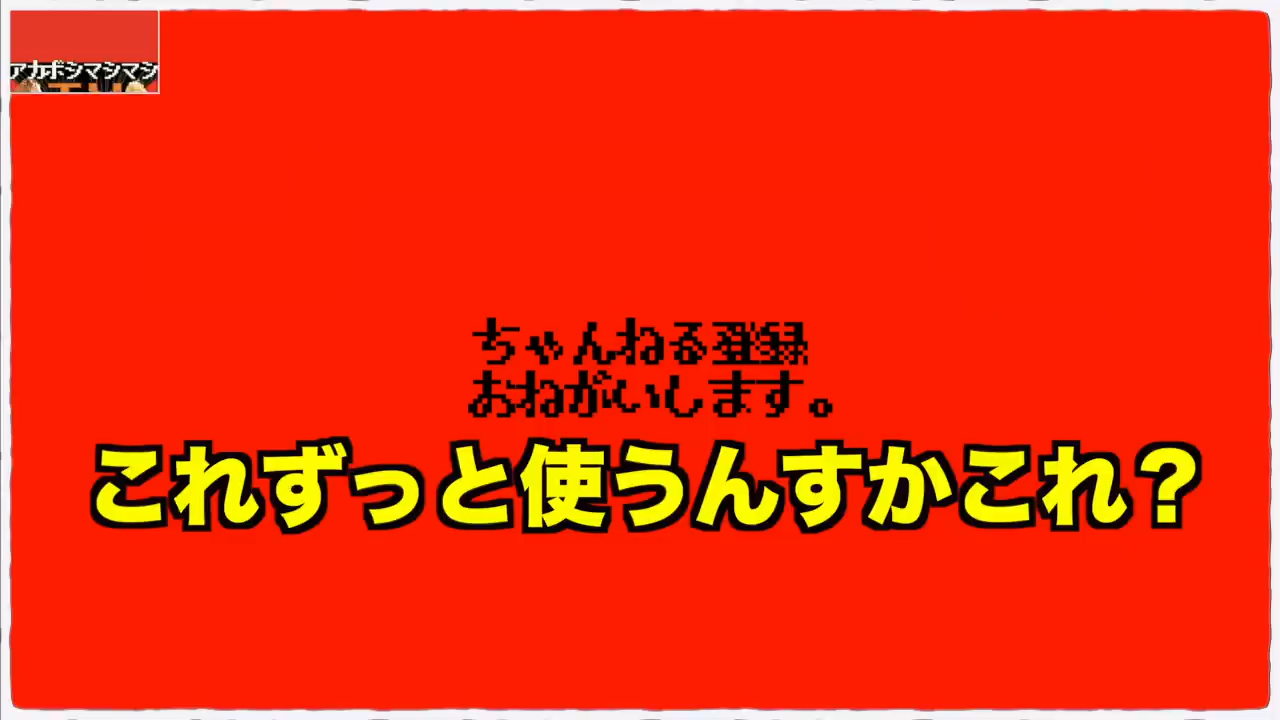 アカボシマシマシ
ちゃんねる登録
おねがいします。
これずっと使うんすかこれ？